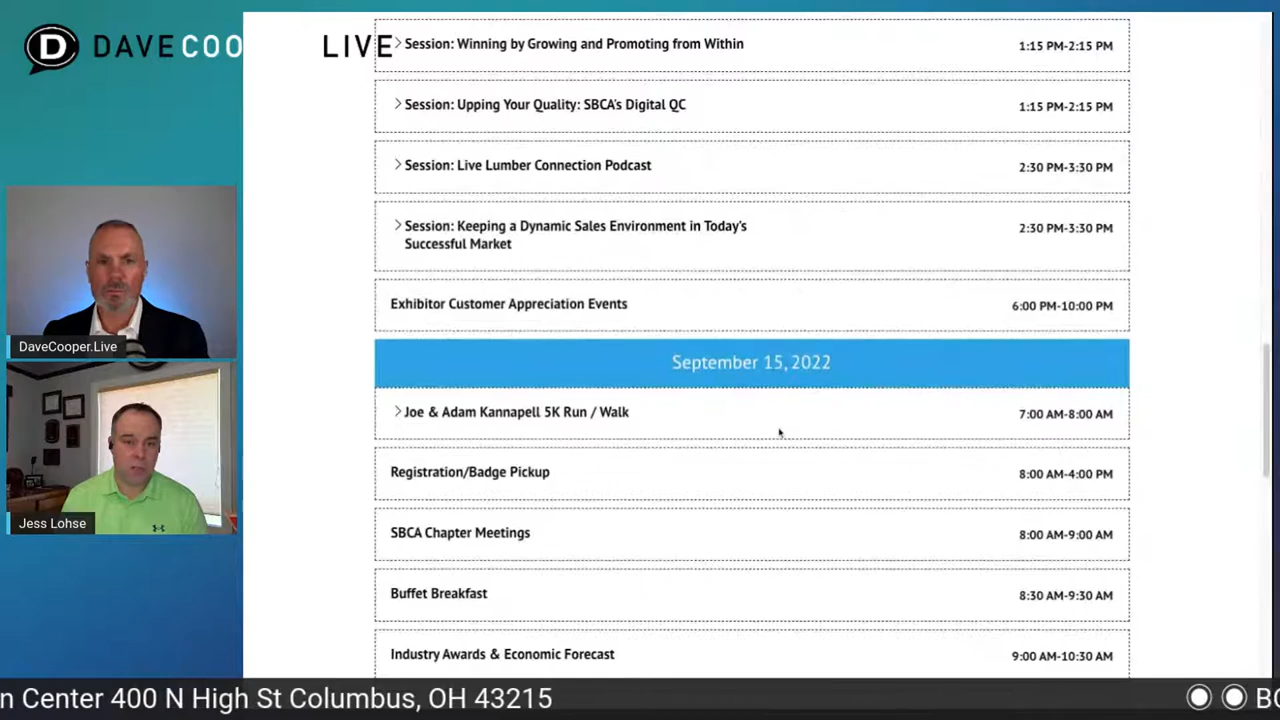 D DAVECOO LIVE
Session: Winning by Growing and Promoting from Within 1:15 PM-2:15 PM
Session: Upping Your Quality: SBCA's Digital QC 1:15 PM-2:15 PM
Session: Live Lumber Connection Podcast 2:30 PM-3:30 PM
Session: Keeping a Dynamic Sales Environment in Today's 2:30 PM-3:30 PM
Successful Market
Exhibitor Customer Appreciation Events 6:00 PM-10:00 PM
September 15, 2022
Joe & Adam Kannapell 5K Run / Walk 7:00 AM-8:00 AM
Registration/Badge Pickup 8:00 AM-4:00 PM
SBCA Chapter Meetings 8:00 AM-9:00 AM
Buffet Breakfast 8:30 AM-9:30 AM
Industry Awards & Economic Forecast 9:00 AM-10:30 AM
DaveCooper.Live
Jess Lohse
n Center 400 N High St Columbus, OH 43215 BC